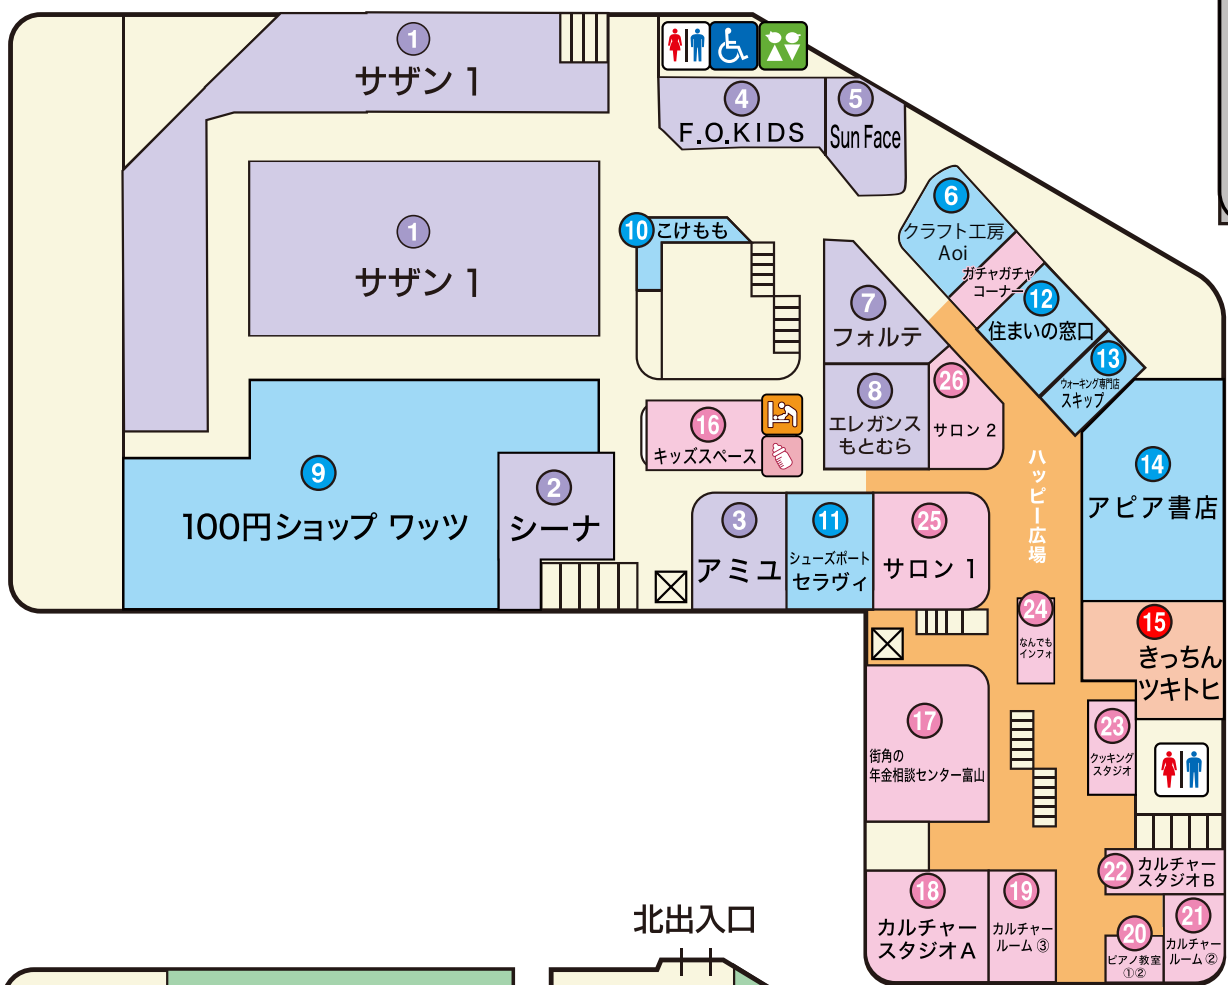 1
サザン 1
4
F.O.KIDS
5
Sun Face
6
クラフト工房
Aoi
ガチャガチャ
コーナー
12
住まいの窓口
13
ウォーキング専門店
スキップ
1
サザン 1
10
こけもも
7
フォルテ
8
エレガンス
もとむら
26
サロン 2
16
キッズスペース
9
100円ショップ ワッツ
2
シーナ
3
アミュ
11
シューズポート
セラヴィ
25
サロン 1
ハッピー広場
14
アピア書店
24
なんでも
インフォ
15
きっちん
ツキトヒ
17
街角の
年金相談センター富山
23
クッキング
スタジオ
22
カルチャー
スタジオB
18
カルチャー
スタジオA
19
カルチャー
ルーム ③
20
ピアノ教室
①②
21
カルチャー
ルーム ②
北出入口